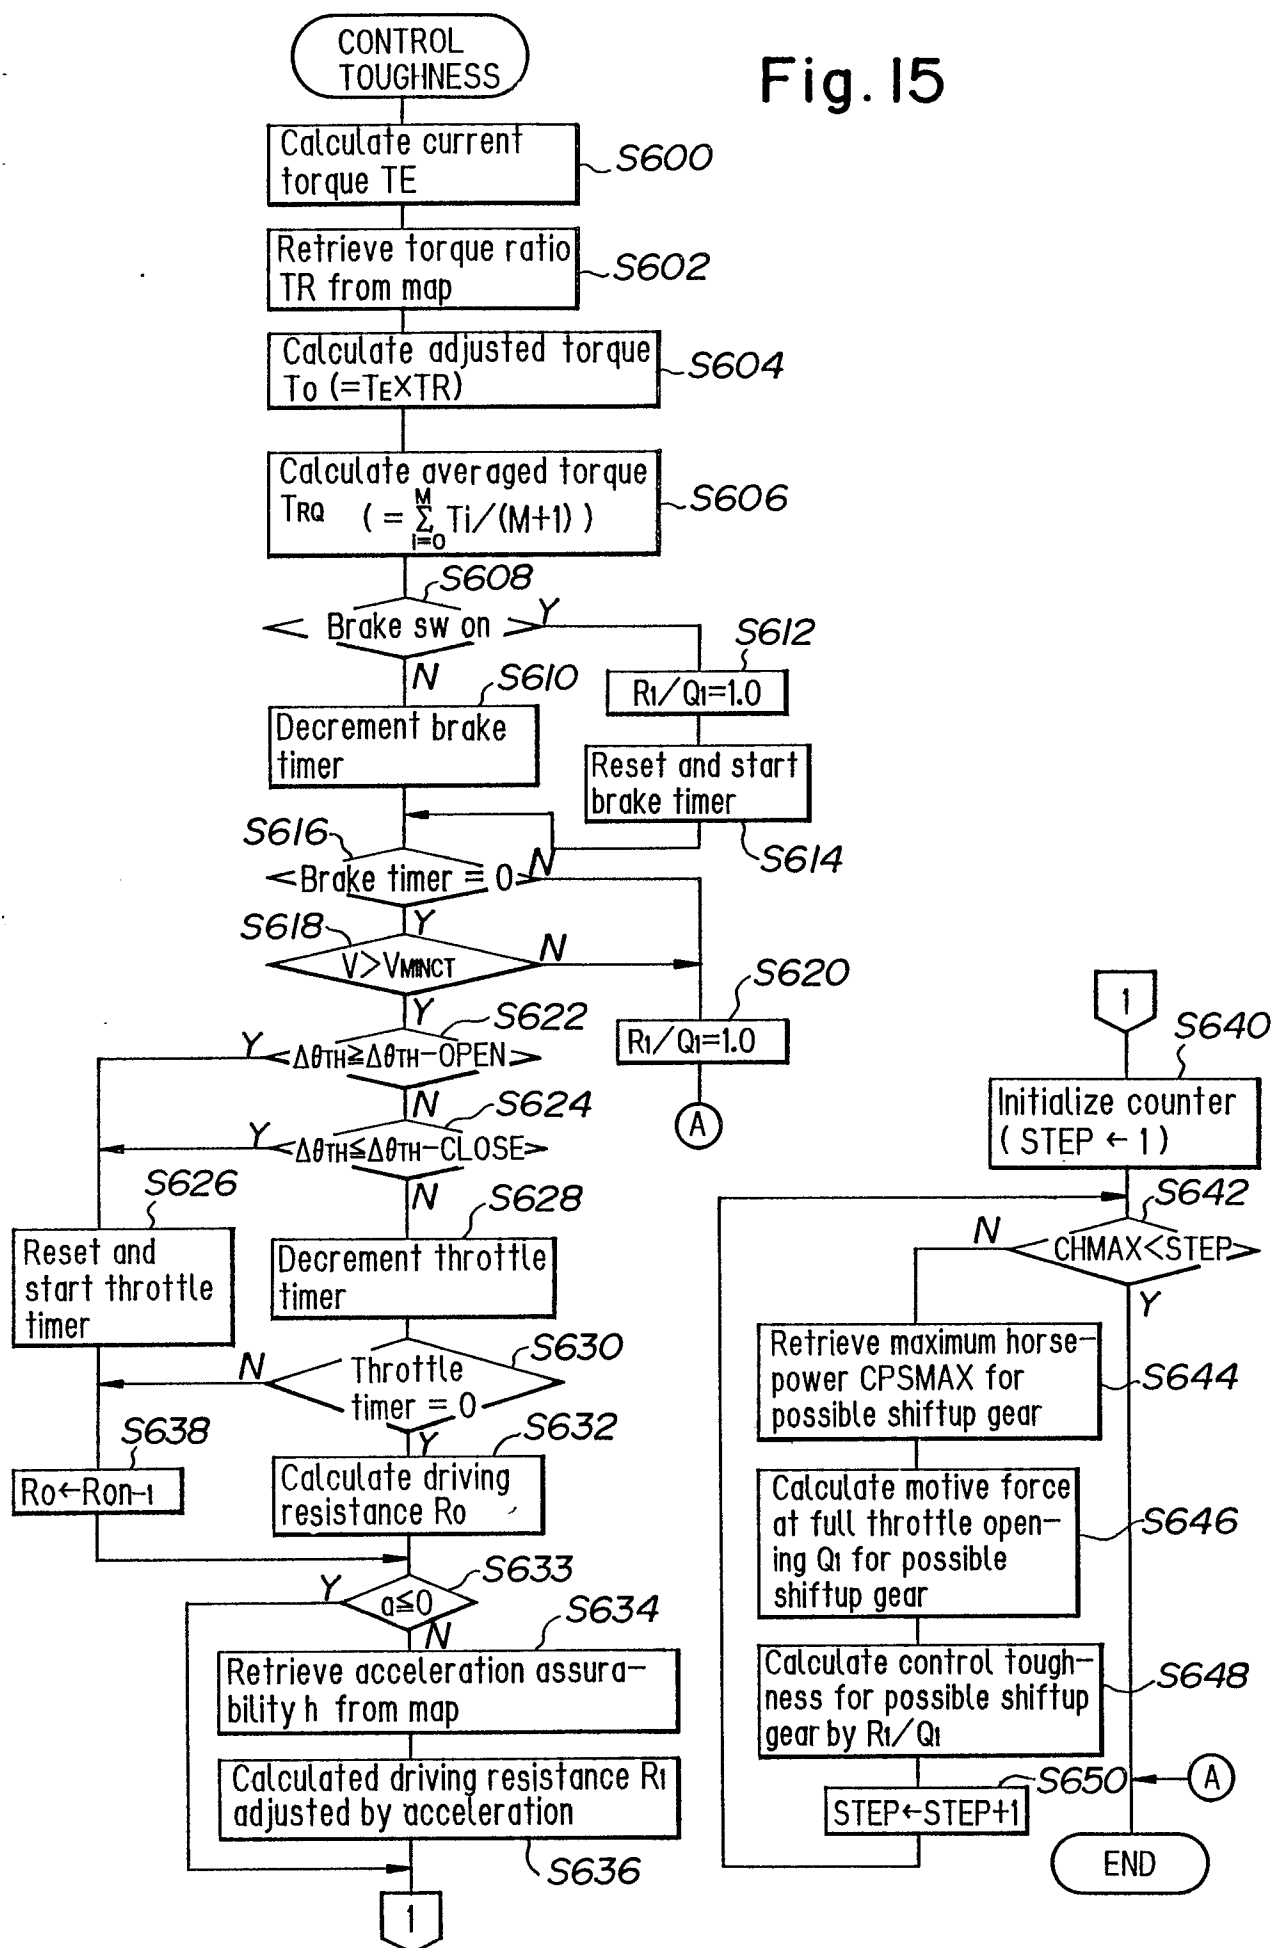 Fig. 15
CONTROL
TOUGHNESS
Calculate current
torque TE
S600
Retrieve torque ratio
TR from map
S602
Calculate adjusted torque
To (=TE×TR)
S604
Calculate averaged torque
TRQ (= M Σ i=0 Ti/(M+1))
S606
S608
Brake sw on
Y
N
S610
Decrement brake
timer
S612
R1/Q1=1.0
Reset and start
brake timer
S614
S616
Brake timer = 0
N
Y
S618
V>VMINCT
N
Y
S620
R1/Q1=1.0
A
S622
ΔθTH≧ΔθTH-OPEN
Y
N
S624
ΔθTH≦ΔθTH-CLOSE
Y
N
S626
Reset and
start throttle
timer
S628
Decrement throttle
timer
S630
Throttle
timer = 0
N
Y
S632
Calculate driving
resistance Ro
S638
Ro←Ron-1
S633
a≦0
Y
N
S634
Retrieve acceleration assura-
bility h from map
Calculated driving resistance R1
adjusted by acceleration
S636
1
1
S640
Initialize counter
(STEP ← 1)
S642
CHMAX<STEP
N
Y
Retrieve maximum horse-
power CPSMAX for
possible shiftup gear
S644
Calculate motive force
at full throttle open-
ing Q1 for possible
shiftup gear
S646
Calculate control tough-
ness for possible shiftup
gear by R1/Q1
S648
S650
STEP←STEP+1
A
END